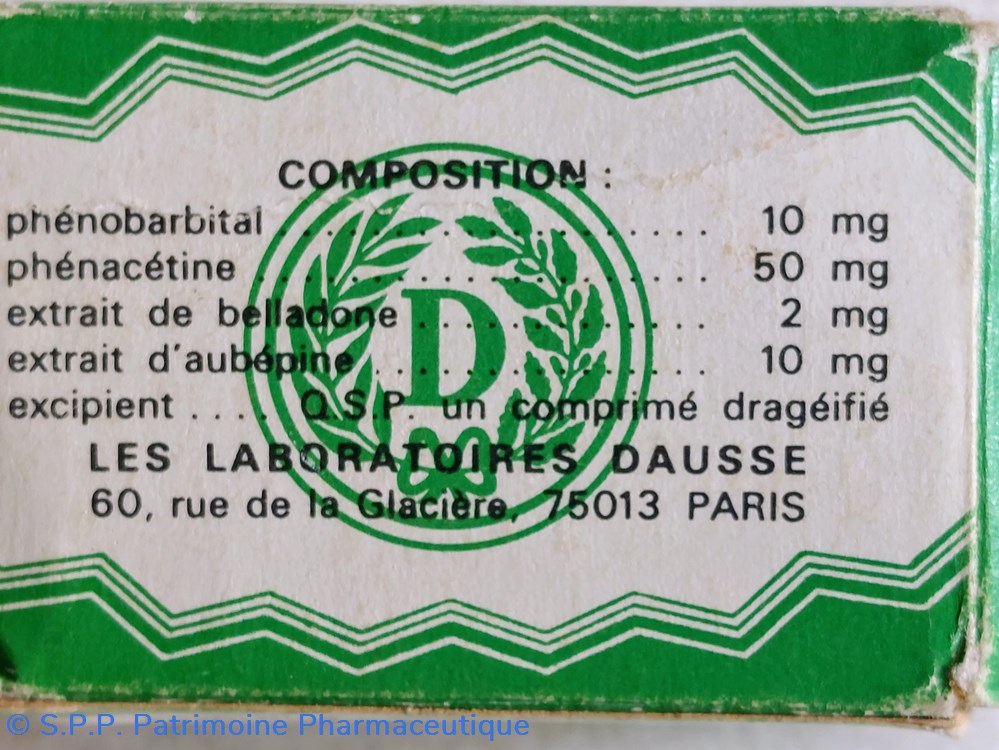 COMPOSITION :
phénobarbital . . . . . . . . . . . . . . . . . . . 10 mg
phénacétine . . . . . . . . . . . . . . . . . . . . 50 mg
extrait de belladone . . . . . . . . . . . . . 2 mg
extrait d'aubépine . . . . . . . . . . . . . . . 10 mg
excipient . . . . Q.S.P. un comprimé dragéifié
D
LES LABORATOIRES DAUSSE
60, rue de la Glacière, 75013 PARIS
© S.P.P. Patrimoine Pharmaceutique